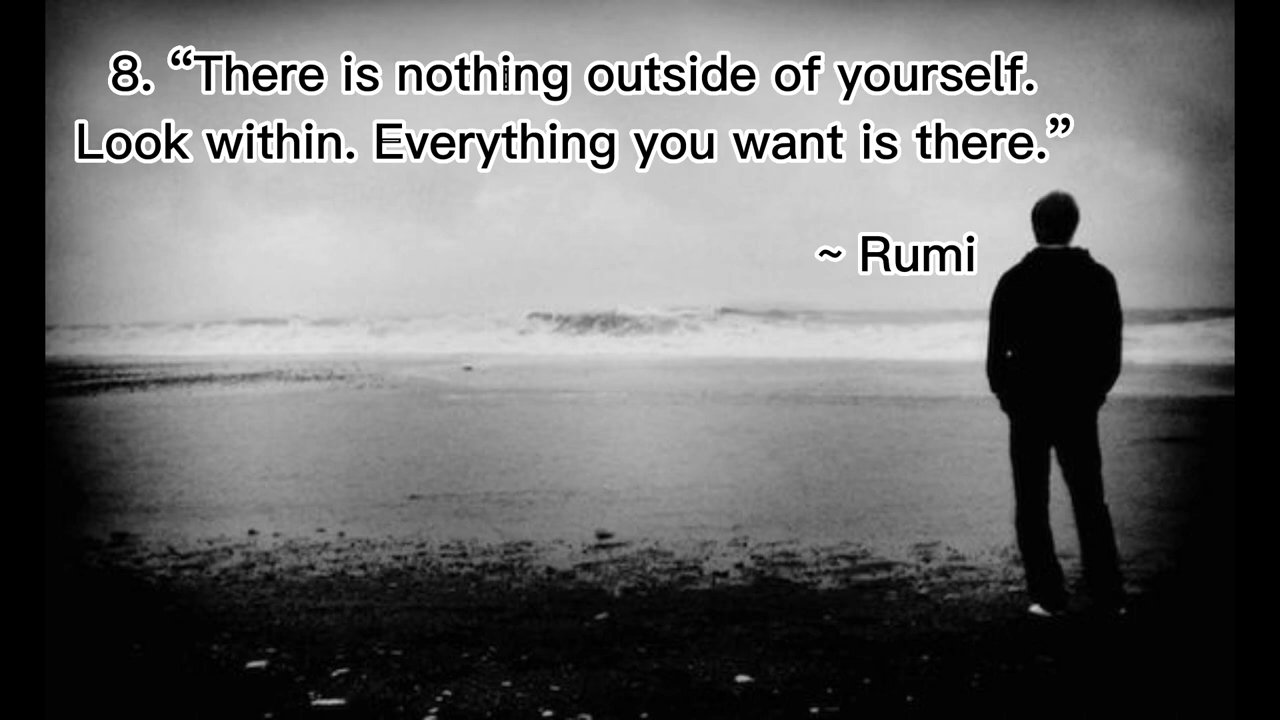 8. “There is nothing outside of yourself.
Look within. Everything you want is there.”
~ Rumi